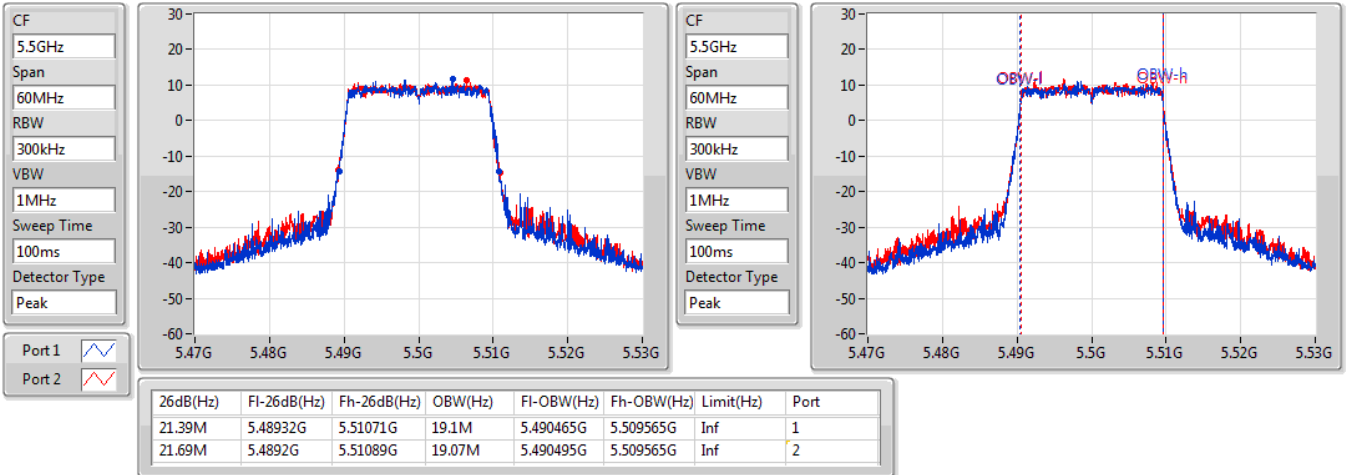 CF
5.5GHz
Span
60MHz
RBW
300kHz
VBW
1MHz
Sweep Time
100ms
Detector Type
Peak
Port 1
Port 2
30
20
10
0
-10
-20
-30
-40
-50
-60
5.47G 5.48G 5.49G 5.5G 5.51G 5.52G 5.53G
CF
5.5GHz
Span
60MHz
RBW
300kHz
VBW
1MHz
Sweep Time
100ms
Detector Type
Peak
30
20
10
0
-10
-20
-30
-40
-50
-60
OBW-l OBW-h
5.47G 5.48G 5.49G 5.5G 5.51G 5.52G 5.53G
26dB(Hz) Fl-26dB(Hz) Fh-26dB(Hz) OBW(Hz) Fl-OBW(Hz) Fh-OBW(Hz) Limit(Hz) Port
21.39M 5.48932G 5.51071G 19.1M 5.490465G 5.509565G Inf 1
21.69M 5.4892G 5.51089G 19.07M 5.490495G 5.509565G Inf 2